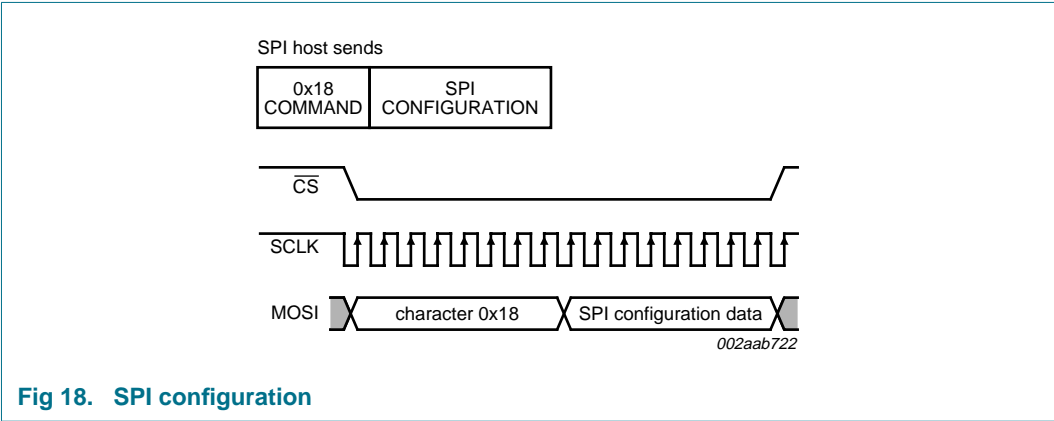 SPI host sends
0x18
COMMAND
SPI
CONFIGURATION
CS
SCLK
MOSI
character 0x18
SPI configuration data
002aab722
Fig 18. SPI configuration